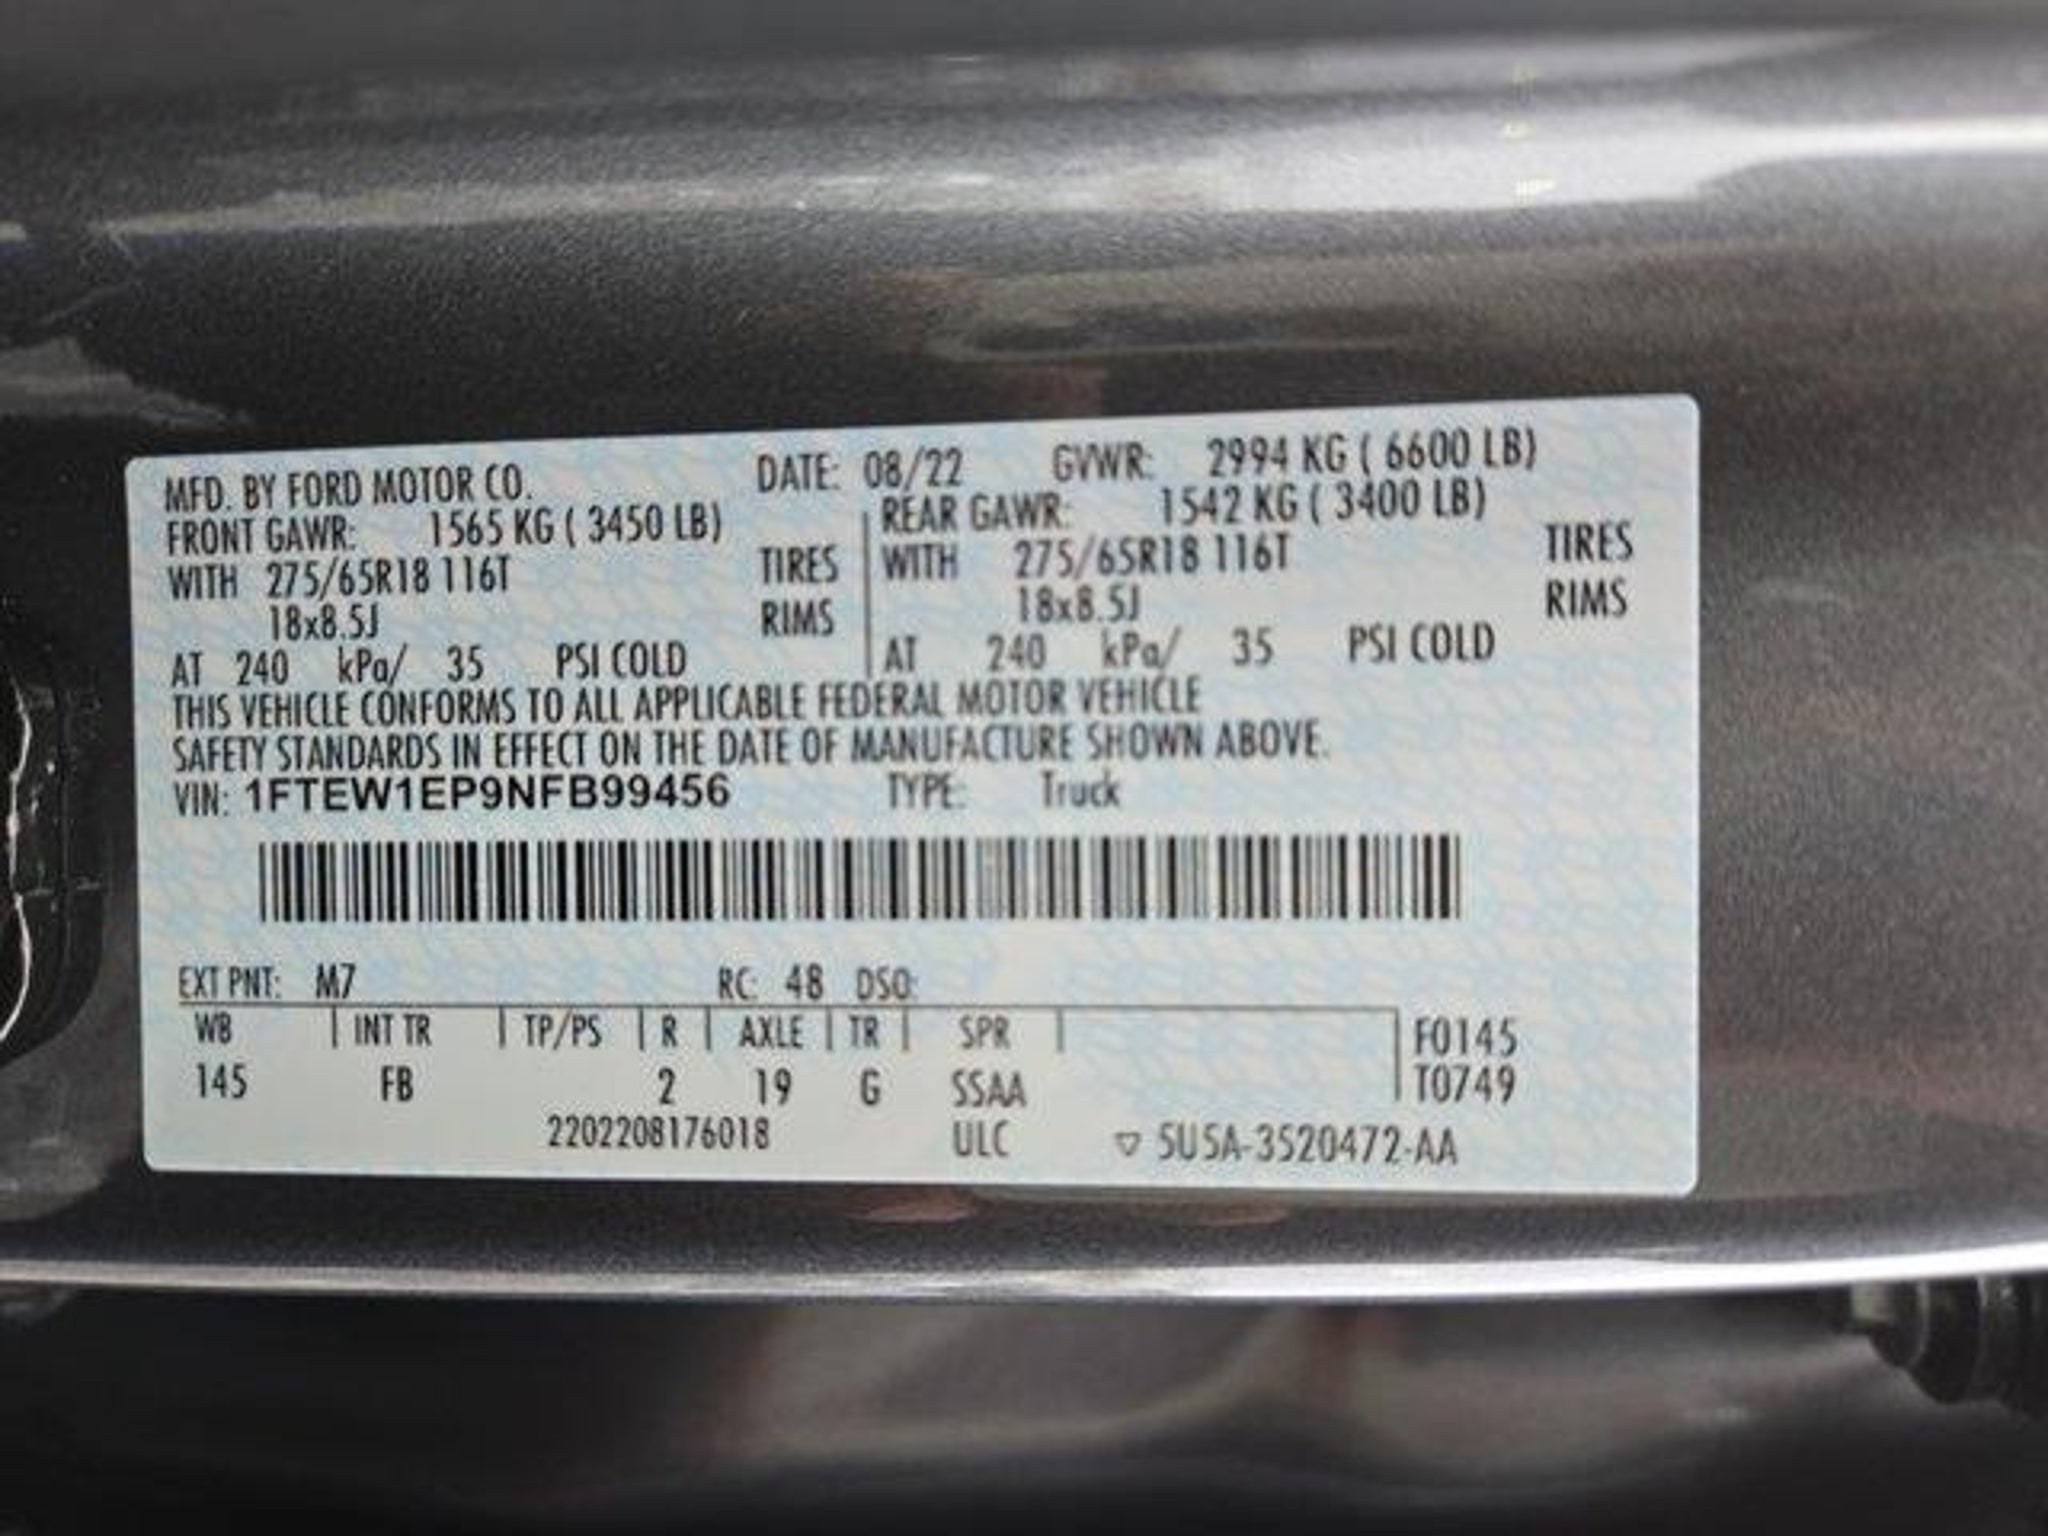 MFD. BY FORD MOTOR CO. DATE: 08/22 GVWR: 2994 KG ( 6600 LB)
FRONT GAWR: 1565 KG ( 3450 LB) REAR GAWR: 1542 KG ( 3400 LB)
WITH 275/65R18 116T TIRES WITH 275/65R18 116T TIRES
18x8.5J RIMS 18x8.5J RIMS
AT 240 kPa/ 35 PSI COLD AT 240 kPa/ 35 PSI COLD
THIS VEHICLE CONFORMS TO ALL APPLICABLE FEDERAL MOTOR VEHICLE
SAFETY STANDARDS IN EFFECT ON THE DATE OF MANUFACTURE SHOWN ABOVE.
VIN: 1FTEW1EP9NFB99456 TYPE: Truck
EXT PNT: M7 RC: 48 DSO:
WB INT TR TP/PS R AXLE TR SPR F0145
145 FB 2 19 G SSAA T0749
2202208176018 ULC ▽ 5U5A-3520472-AA